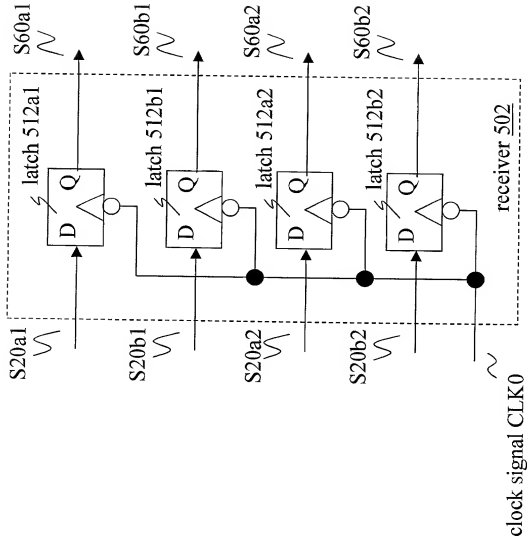 S60a1
S60b1
S60a2
S60b2
latch 512a1
latch 512b1
latch 512a2
latch 512b2
D Q
D Q
D Q
D Q
receiver 502
S20a1
S20b1
S20a2
S20b2
clock signal CLK0